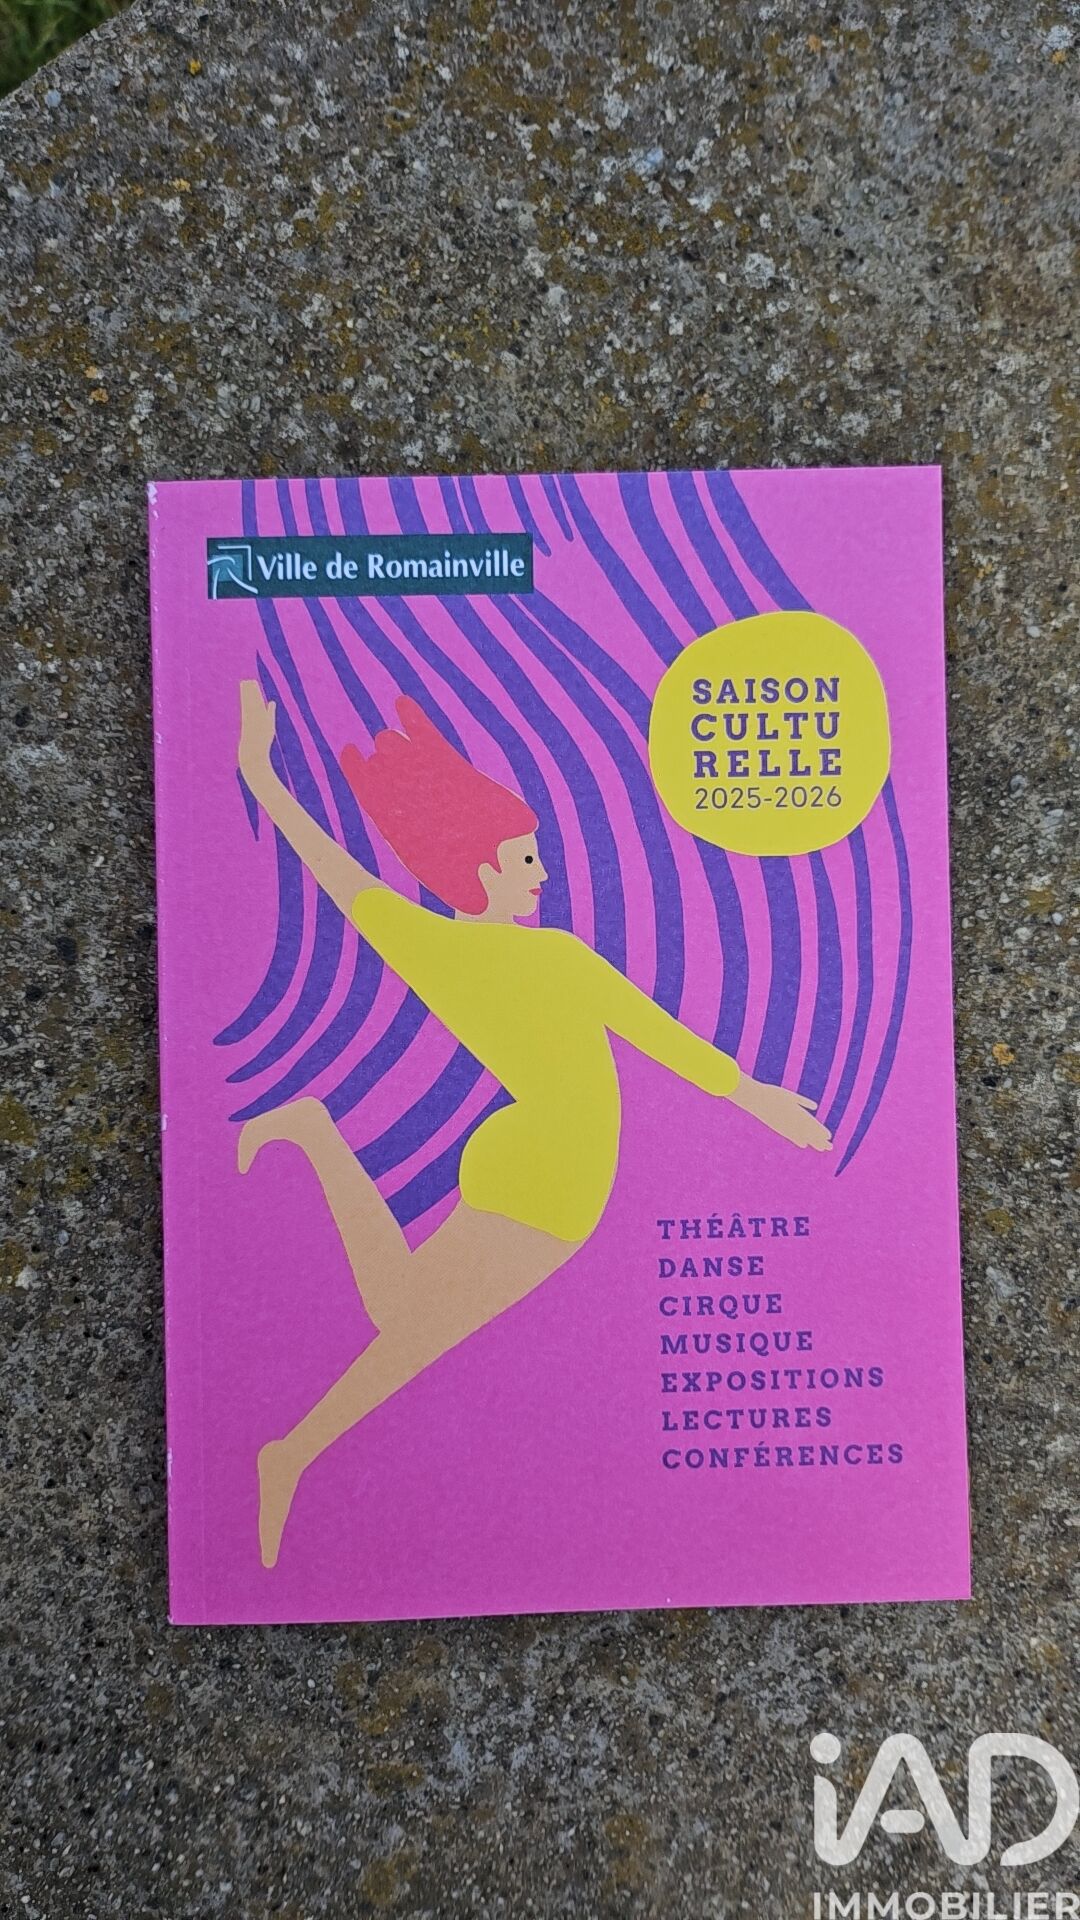 Ville de Romainville
SAISON
CULTU
RELLE
2025-2026
THÉÂTRE
DANSE
CIRQUE
MUSIQUE
EXPOSITIONS
LECTURES
CONFÉRENCES
iAD
IMMOBILIER